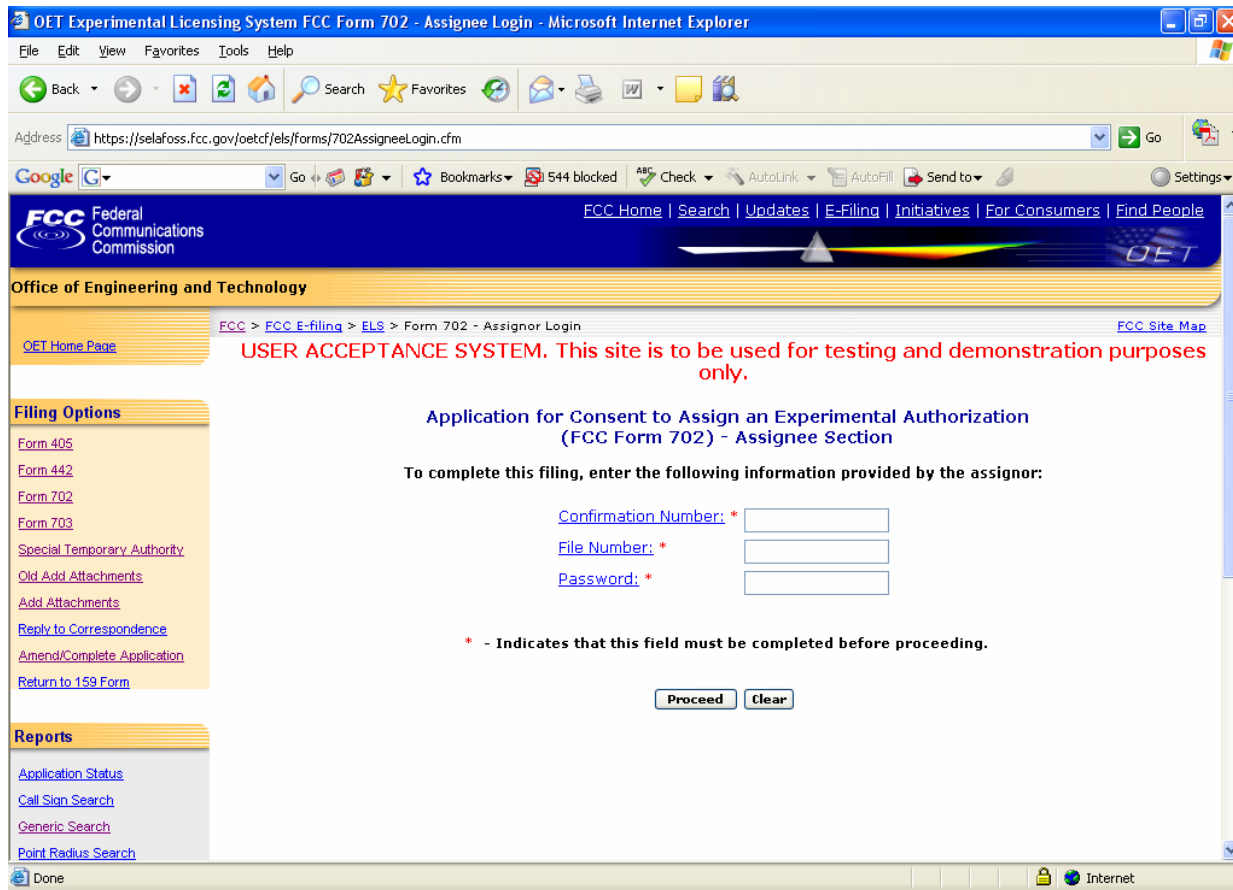 OET Experimental Licensing System FCC Form 702 - Assignee Login - Microsoft Internet Explorer
File Edit View Favorites Tools Help
Back Search Favorites
Address https://selafoss.fcc.gov/oetcf/els/forms/702AssigneeLogin.cfm Go
Google G Go Bookmarks 544 blocked ABC Check AutoLink AutoFill Send to Settings
FCC Federal Communications Commission
FCC Home | Search | Updates | E-Filing | Initiatives | For Consumers | Find People
OET
Office of Engineering and Technology
OET Home Page
FCC > FCC E-filing > ELS > Form 702 - Assignor Login FCC Site Map
USER ACCEPTANCE SYSTEM. This site is to be used for testing and demonstration purposes
only.
Filing Options
Form 405
Form 442
Form 702
Form 703
Special Temporary Authority
Old Add Attachments
Add Attachments
Reply to Correspondence
Amend/Complete Application
Return to 159 Form
Reports
Application Status
Call Sign Search
Generic Search
Point Radius Search
Application for Consent to Assign an Experimental Authorization
(FCC Form 702) - Assignee Section
To complete this filing, enter the following information provided by the assignor:
Confirmation Number: *
File Number: *
Password: *
* - Indicates that this field must be completed before proceeding.
Proceed Clear
Done Internet